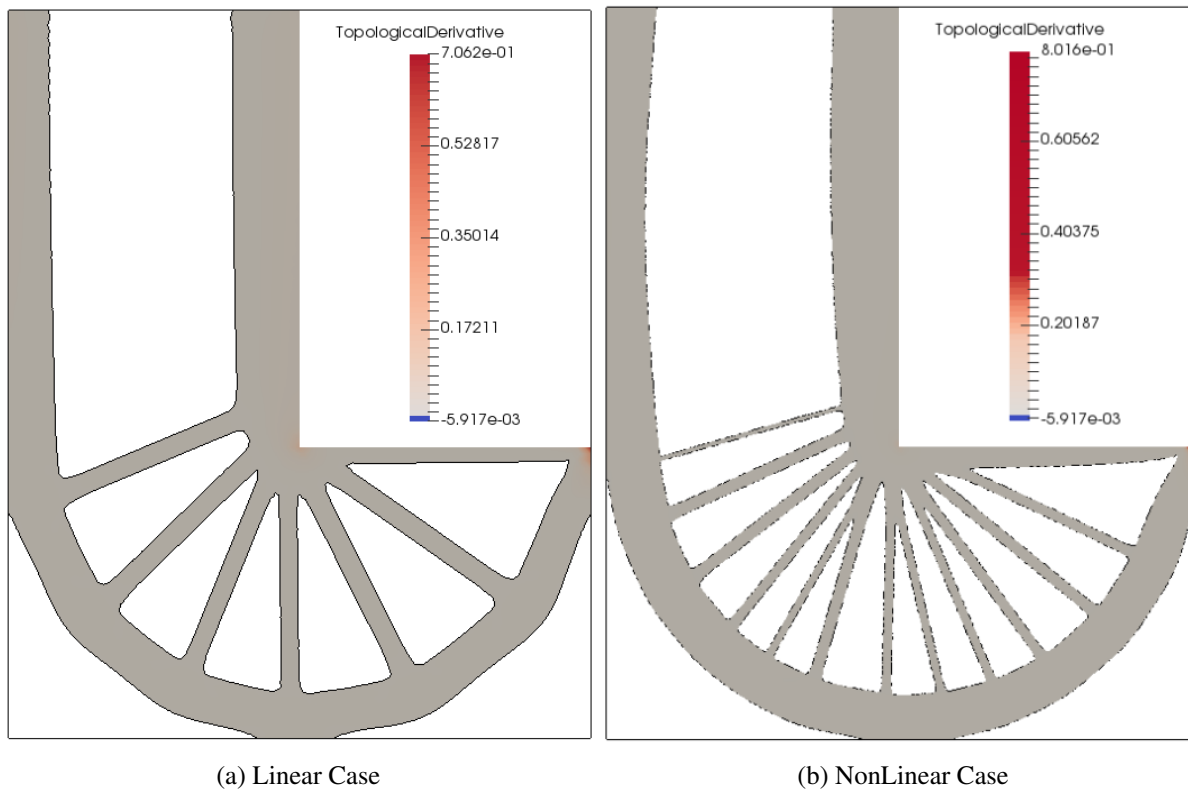 TopologicalDerivative
7.062e-01
0.52817
0.35014
0.17211
-5.917e-03
TopologicalDerivative
8.016e-01
0.60562
0.40375
0.20187
-5.917e-03
(a) Linear Case
(b) NonLinear Case